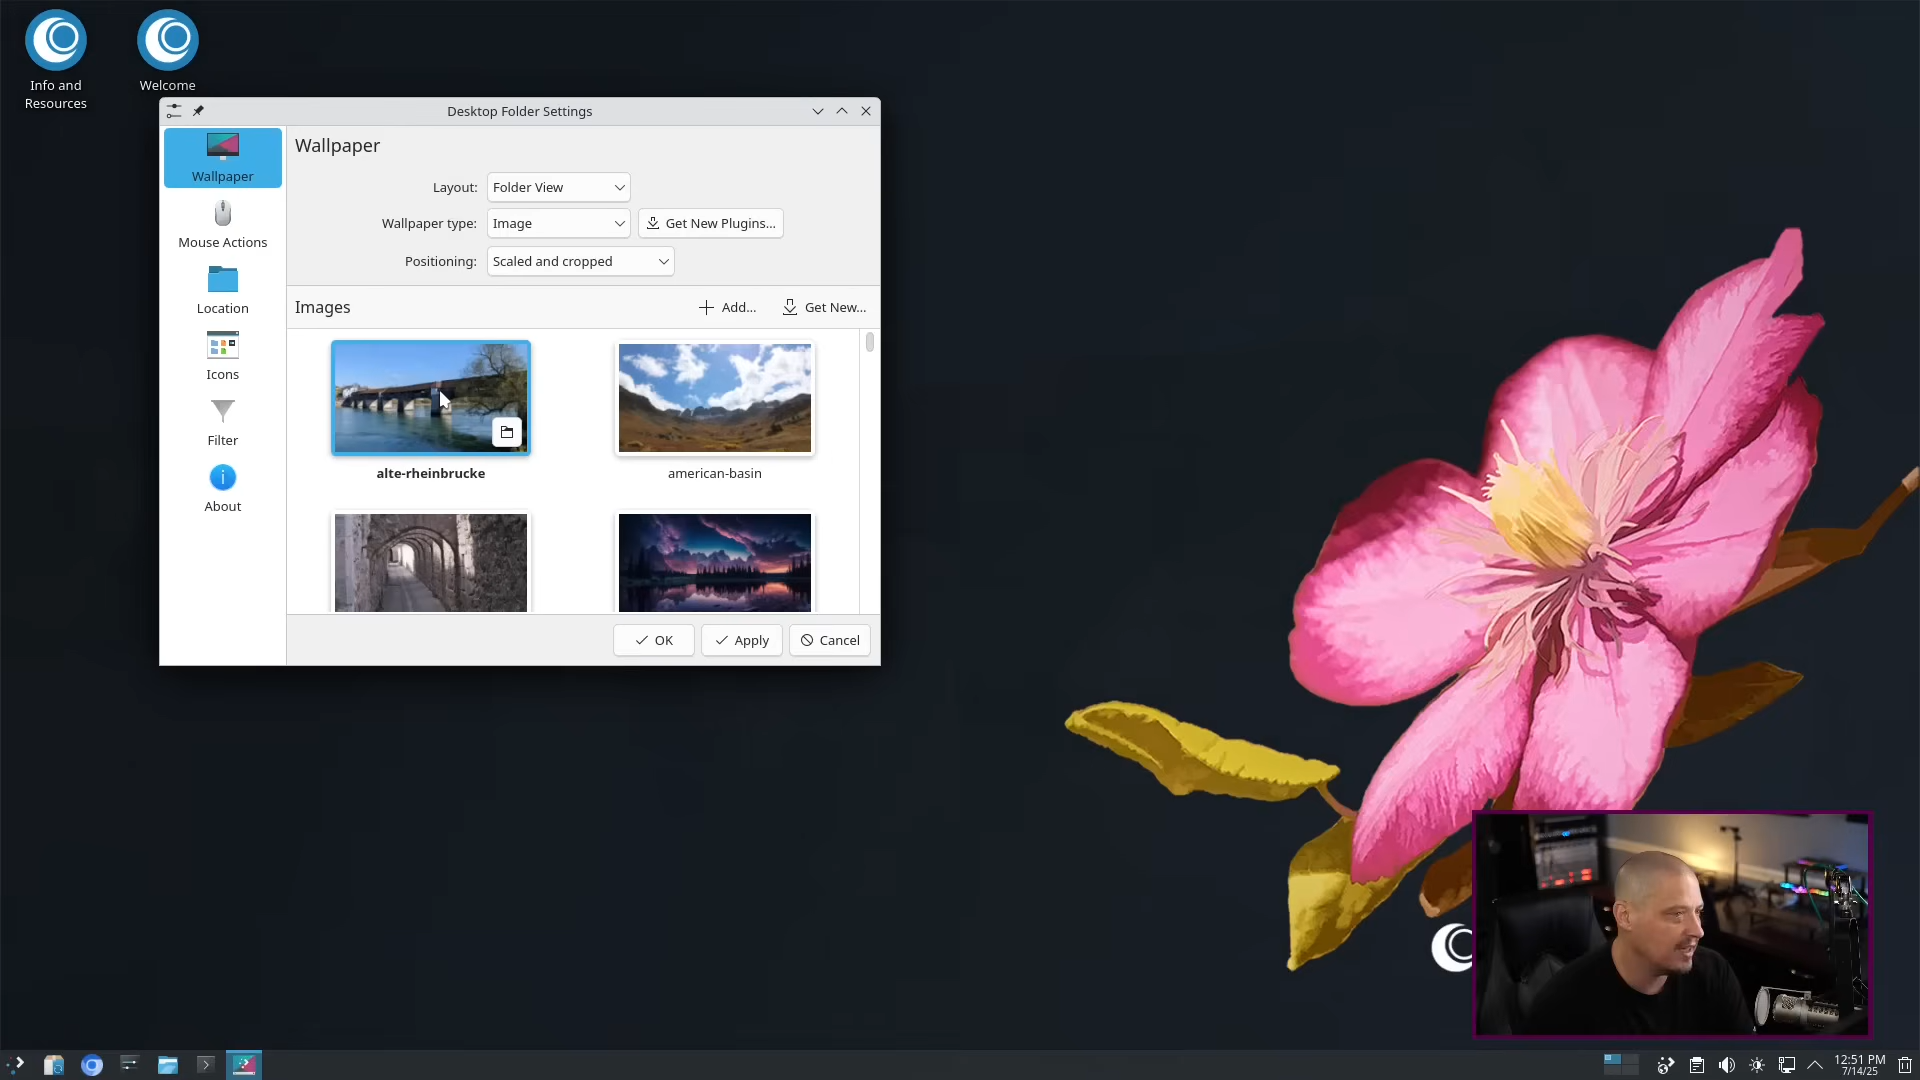 Info and
Resources
Welcome
Desktop Folder Settings
Wallpaper
Mouse Actions
Location
Icons
Filter
About
Wallpaper
Layout: Folder View
Wallpaper type: Image Get New Plugins...
Positioning: Scaled and cropped
Images Add... Get New...
alte-rheinbrucke american-basin
OK Apply Cancel
12:51 PM
7/14/25